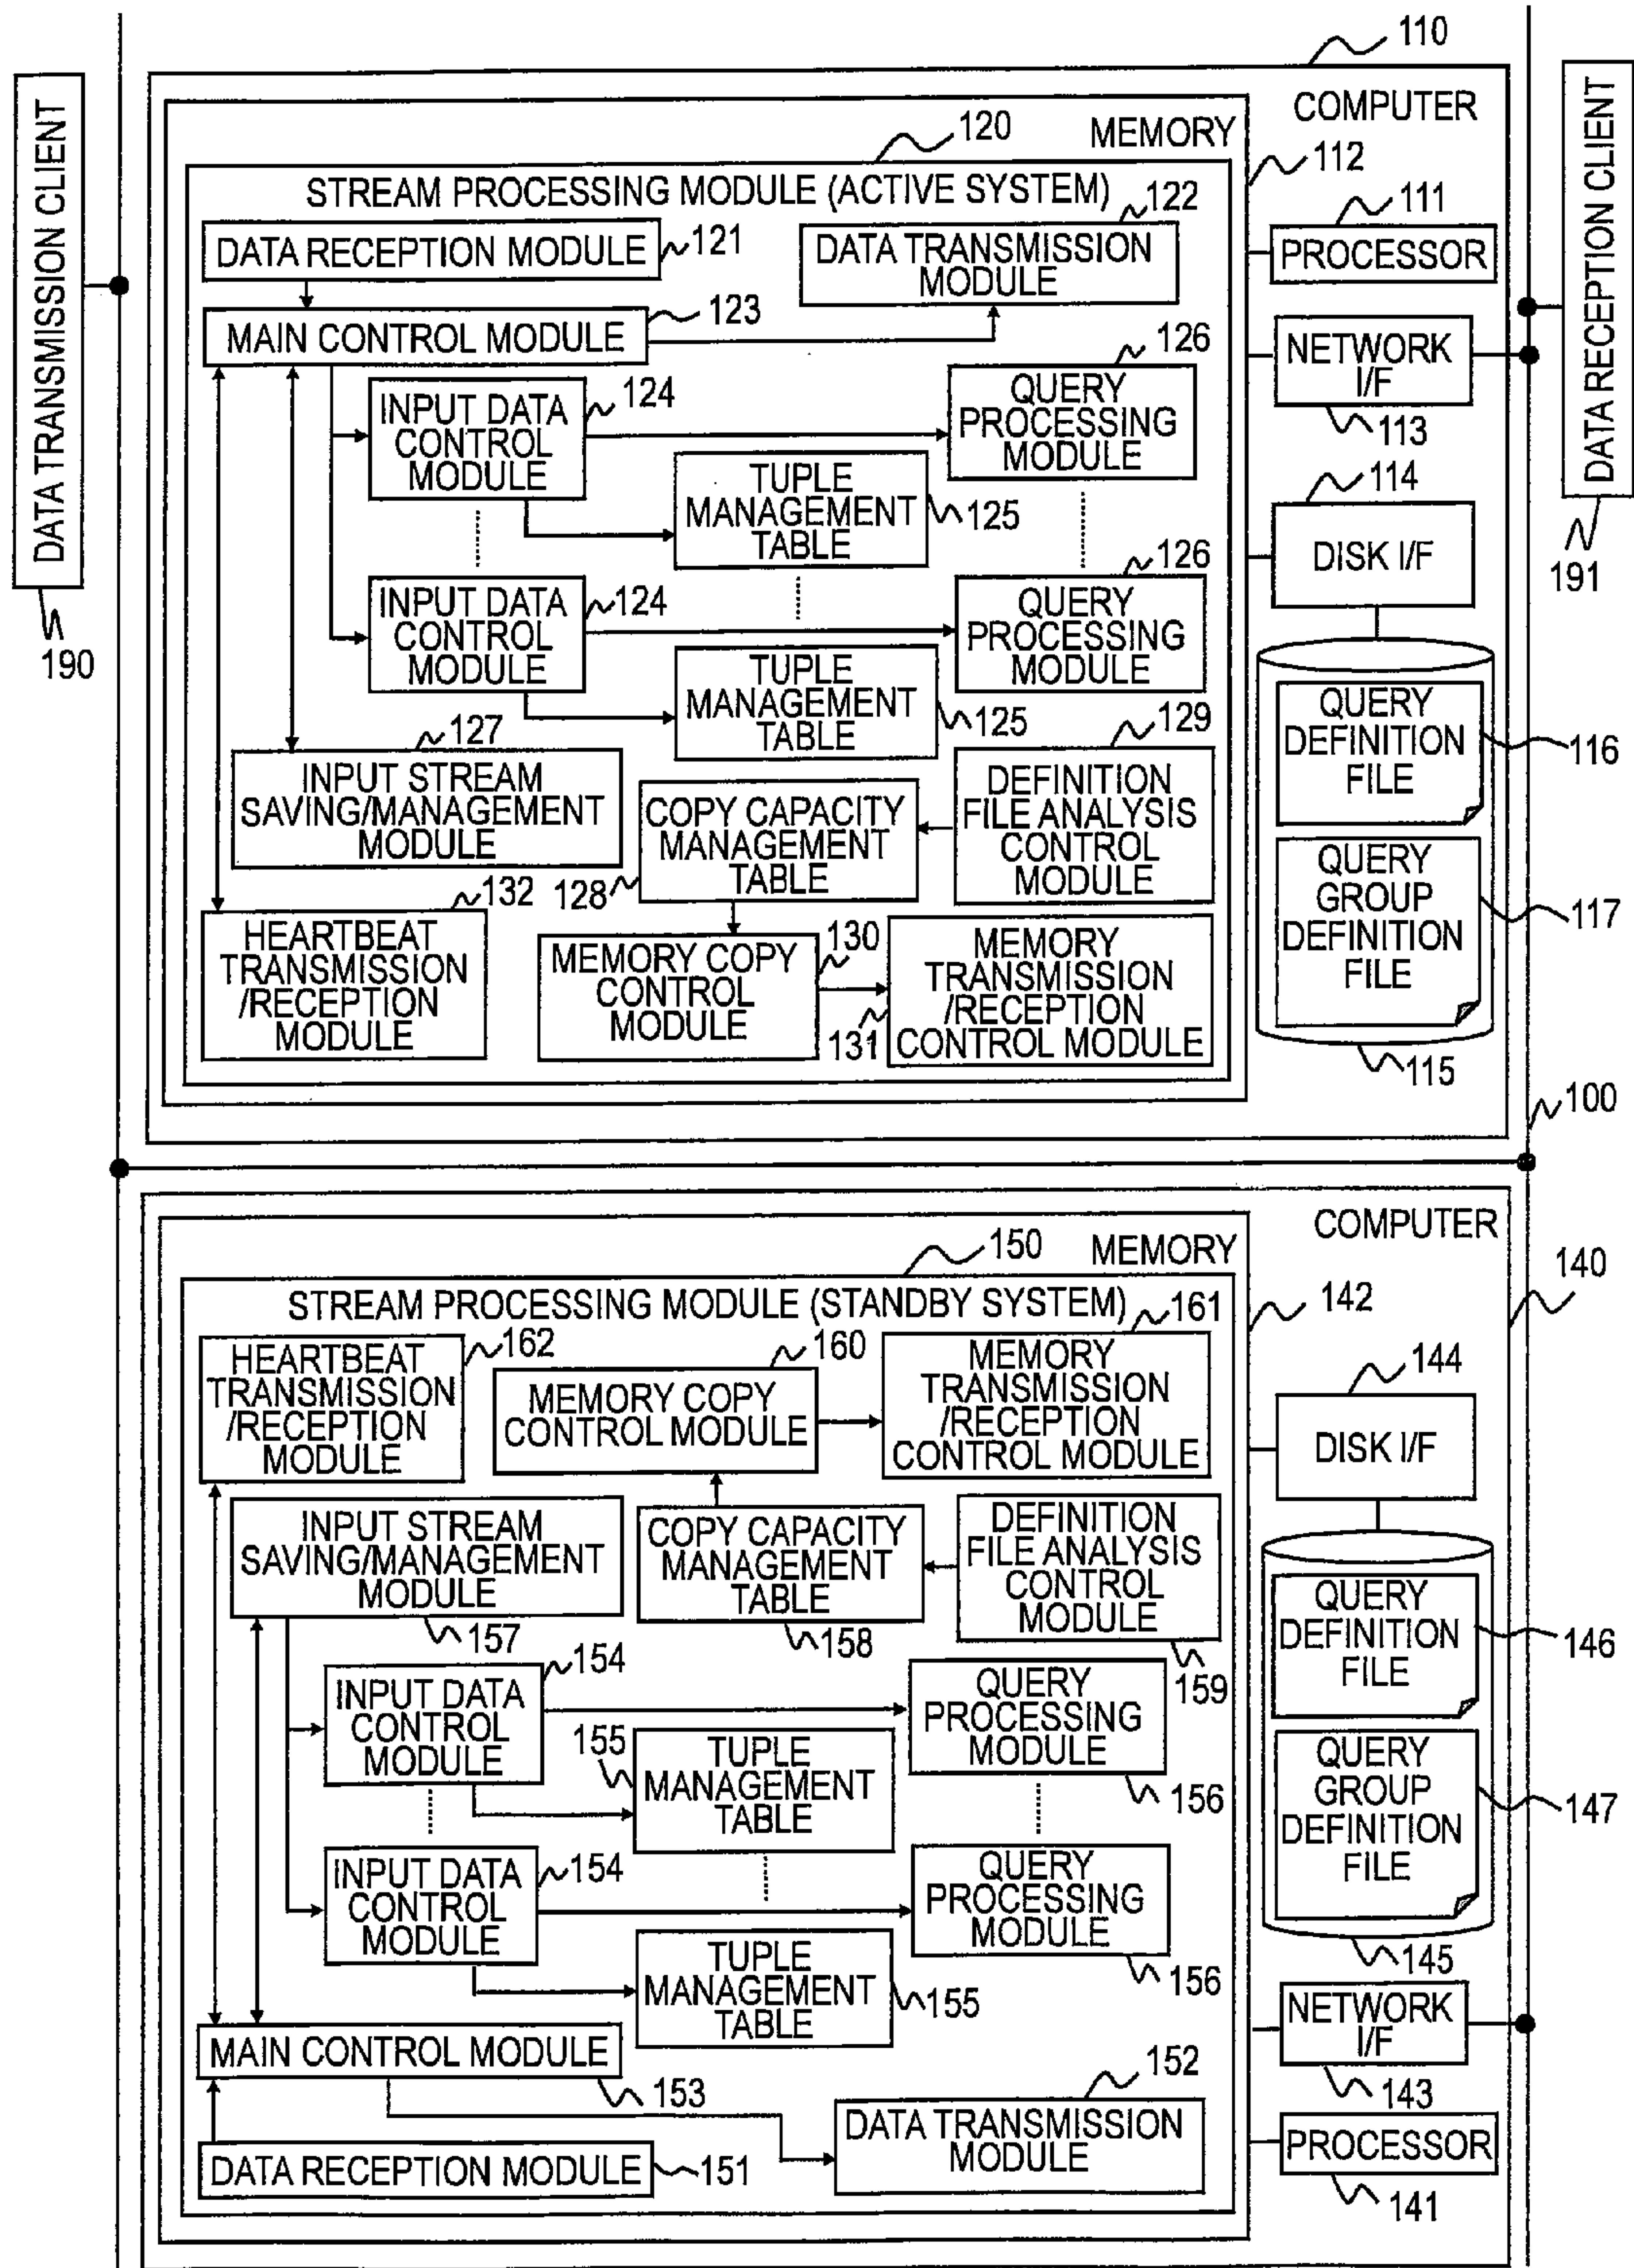 110
DATA TRANSMISSION CLIENT
190
DATA RECEPTION CLIENT
191
COMPUTER
MEMORY
112
120
STREAM PROCESSING MODULE (ACTIVE SYSTEM)
122
111
DATA RECEPTION MODULE
121
DATA TRANSMISSION
MODULE
PROCESSOR
MAIN CONTROL MODULE
123
NETWORK
I/F
113
INPUT DATA
CONTROL
MODULE
124
126
QUERY
PROCESSING
MODULE
TUPLE
MANAGEMENT
TABLE
125
114
DISK I/F
INPUT DATA
CONTROL
MODULE
124
126
QUERY
PROCESSING
MODULE
TUPLE
MANAGEMENT
TABLE
125
QUERY
DEFINITION
FILE
116
127
INPUT STREAM
SAVING/MANAGEMENT
MODULE
COPY CAPACITY
MANAGEMENT
TABLE
128
129
DEFINITION
FILE ANALYSIS
CONTROL
MODULE
QUERY
GROUP
DEFINITION
FILE
117
132
HEARTBEAT
TRANSMISSION
/RECEPTION
MODULE
MEMORY COPY
CONTROL
MODULE
130
131
MEMORY
TRANSMISSION
/RECEPTION
CONTROL MODULE
115
100
COMPUTER
MEMORY
140
142
150
STREAM PROCESSING MODULE (STANDBY SYSTEM)
161
HEARTBEAT
TRANSMISSION
/RECEPTION
MODULE
162
160
MEMORY COPY
CONTROL MODULE
MEMORY
TRANSMISSION
/RECEPTION
CONTROL MODULE
144
DISK I/F
INPUT STREAM
SAVING/MANAGEMENT
MODULE
157
COPY CAPACITY
MANAGEMENT
TABLE
158
DEFINITION
FILE ANALYSIS
CONTROL
MODULE
159
QUERY
DEFINITION
FILE
146
154
INPUT DATA
CONTROL
MODULE
155
TUPLE
MANAGEMENT
TABLE
QUERY
PROCESSING
MODULE
156
QUERY
GROUP
DEFINITION
FILE
147
INPUT DATA
CONTROL
MODULE
154
QUERY
PROCESSING
MODULE
156
145
TUPLE
MANAGEMENT
TABLE
155
NETWORK
I/F
143
MAIN CONTROL MODULE
153
152
DATA TRANSMISSION
MODULE
PROCESSOR
141
DATA RECEPTION MODULE
151